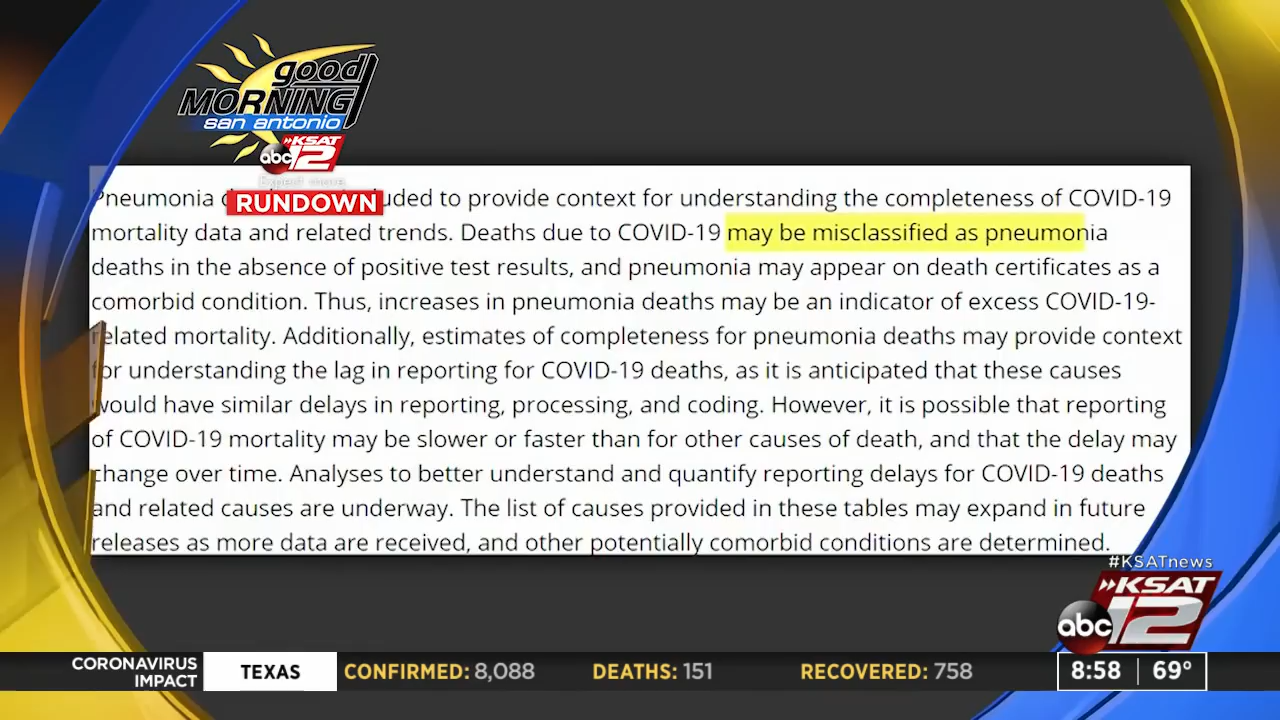 good
MORNING
san antonio
abc KSAT 12
Expect more.
RUNDOWN
Pneumonia to provide context for understanding the completeness of COVID-19
mortality data and related trends. Deaths due to COVID-19 may be misclassified as pneumonia
deaths in the absence of positive test results, and pneumonia may appear on death certificates as a
comorbid condition. Thus, increases in pneumonia deaths may be an indicator of excess COVID-19-
related mortality. Additionally, estimates of completeness for pneumonia deaths may provide context
for understanding the lag in reporting for COVID-19 deaths, as it is anticipated that these causes
would have similar delays in reporting, processing, and coding. However, it is possible that reporting
of COVID-19 mortality may be slower or faster than for other causes of death, and that the delay may
change over time. Analyses to better understand and quantify reporting delays for COVID-19 deaths
and related causes are underway. The list of causes provided in these tables may expand in future
releases as more data are received, and other potentially comorbid conditions are determined.
#KSATnews
abc KSAT 12
CORONAVIRUS IMPACT TEXAS CONFIRMED: 8,088 DEATHS: 151 RECOVERED: 758 8:58 69°